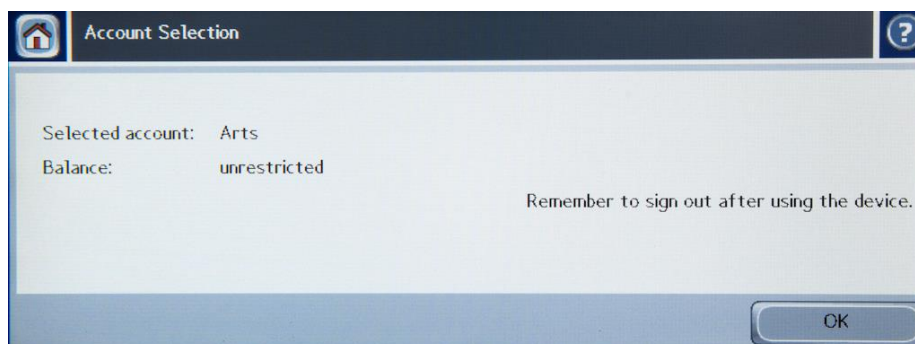 Account Selection
?
Selected account: Arts
Balance: unrestricted
Remember to sign out after using the device.
OK